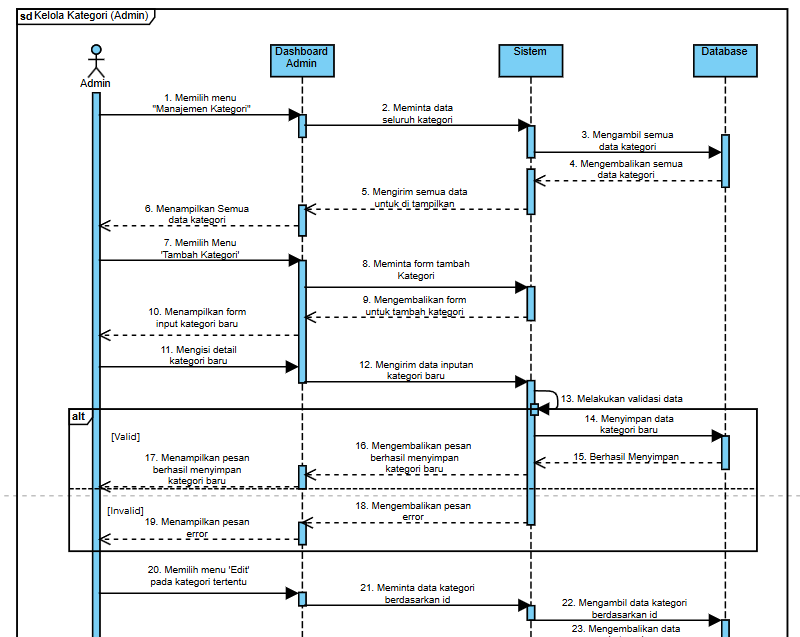 sd Kelola Kategori (Admin)
Admin
Dashboard
Admin
Sistem
Database
1. Memilih menu
"Manajemen Kategori"
2. Meminta data
seluruh kategori
3. Mengambil semua
data kategori
4. Mengembalikan semua
data kategori
5. Mengirim semua data
untuk di tampilkan
6. Menampilkan Semua
data kategori
7. Memilih Menu
'Tambah Kategori'
8. Meminta form tambah
Kategori
9. Mengembalikan form
untuk tambah kategori
10. Menampilkan form
input kategori baru
11. Mengisi detail
kategori baru
12. Mengirim data inputan
kategori baru
13. Melakukan validasi data
alt
[Valid]
14. Menyimpan data
kategori baru
15. Berhasil Menyimpan
16. Mengembalikan pesan
berhasil menyimpan
kategori baru
17. Menampilkan pesan
berhasil menyimpan
kategori baru
[Invalid]
18. Mengembalikan pesan
error
19. Menampilkan pesan
error
20. Memilih menu 'Edit'
pada kategori tertentu
21. Meminta data kategori
berdasarkan id
22. Mengambil data kategori
berdasarkan id
23. Mengembalikan data